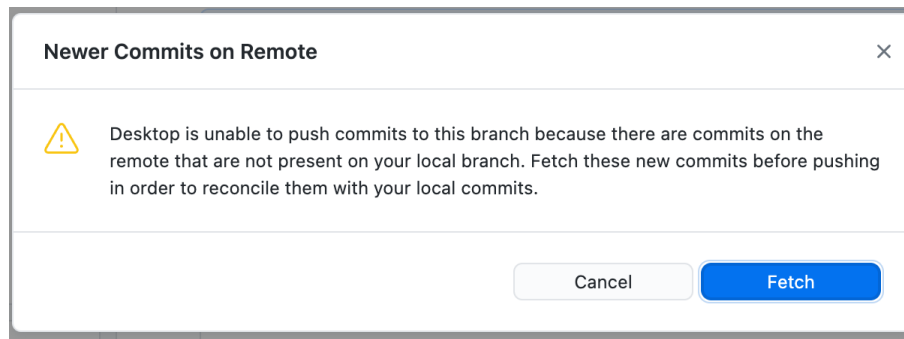 Newer Commits on Remote
Desktop is unable to push commits to this branch because there are commits on the
remote that are not present on your local branch. Fetch these new commits before pushing
in order to reconcile them with your local commits.
Cancel
Fetch